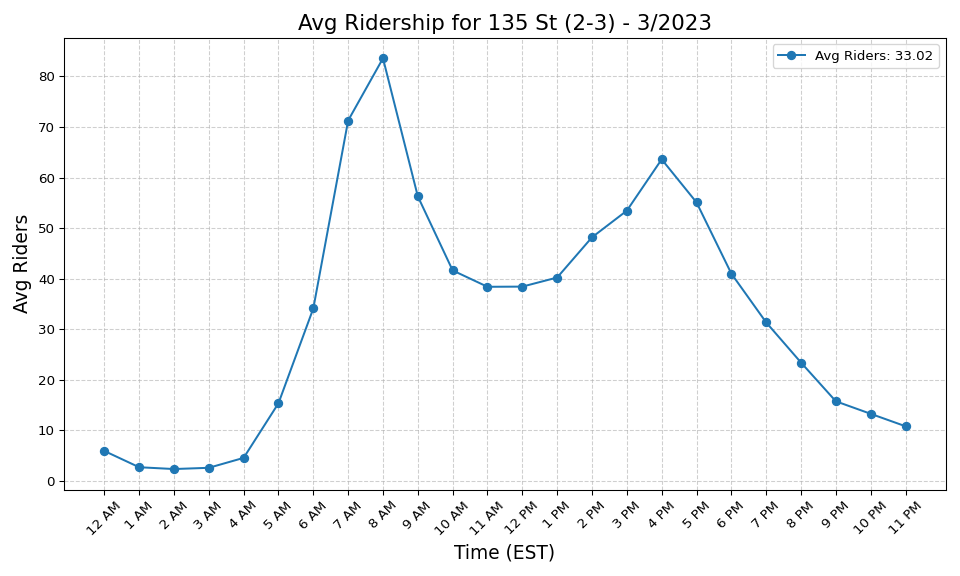 Avg Ridership for 135 St (2-3) - 3/2023
Avg Riders: 33.02
Avg Riders
80
70
60
50
40
30
20
10
0
12 AM
1 AM
2 AM
3 AM
4 AM
5 AM
6 AM
7 AM
8 AM
9 AM
10 AM
11 AM
12 PM
1 PM
2 PM
3 PM
4 PM
5 PM
6 PM
7 PM
8 PM
9 PM
10 PM
11 PM
Time (EST)